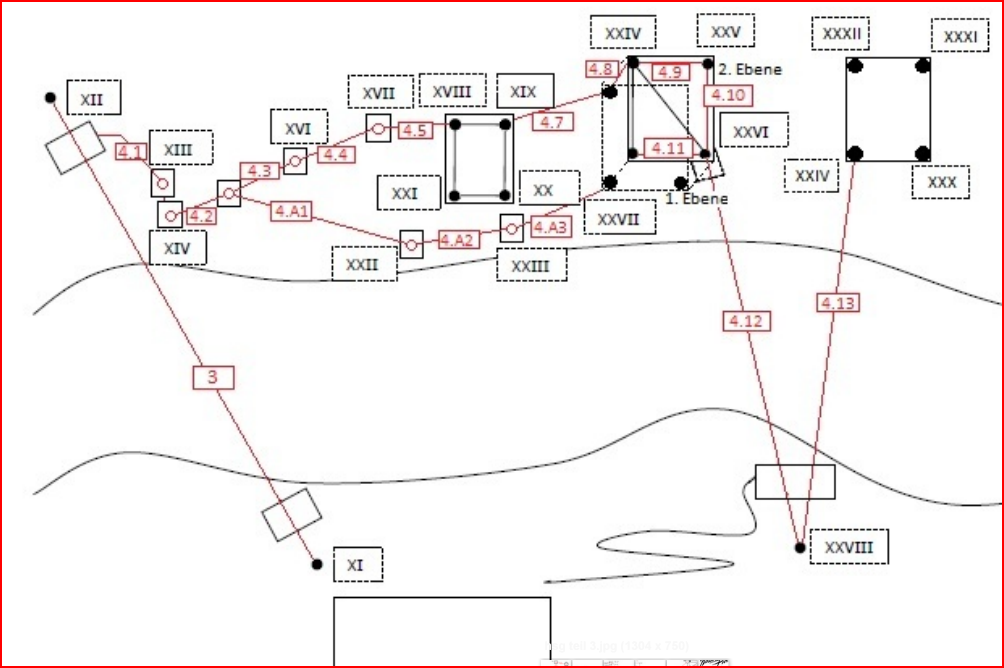 XXIV
XXV
XXXII
XXXI
XII
XVII
XVIII
XIX
4.8
4.9
2. Ebene
4.10
XVI
4.5
4.7
XXVI
4.1
XIII
4.4
4.3
4.11
XXIV
XXX
XXI
XX
1. Ebene
4.2
4.A1
XXVII
XIV
4.A2
4.A3
XXII
XXIII
4.13
4.12
3
XXVIII
XI